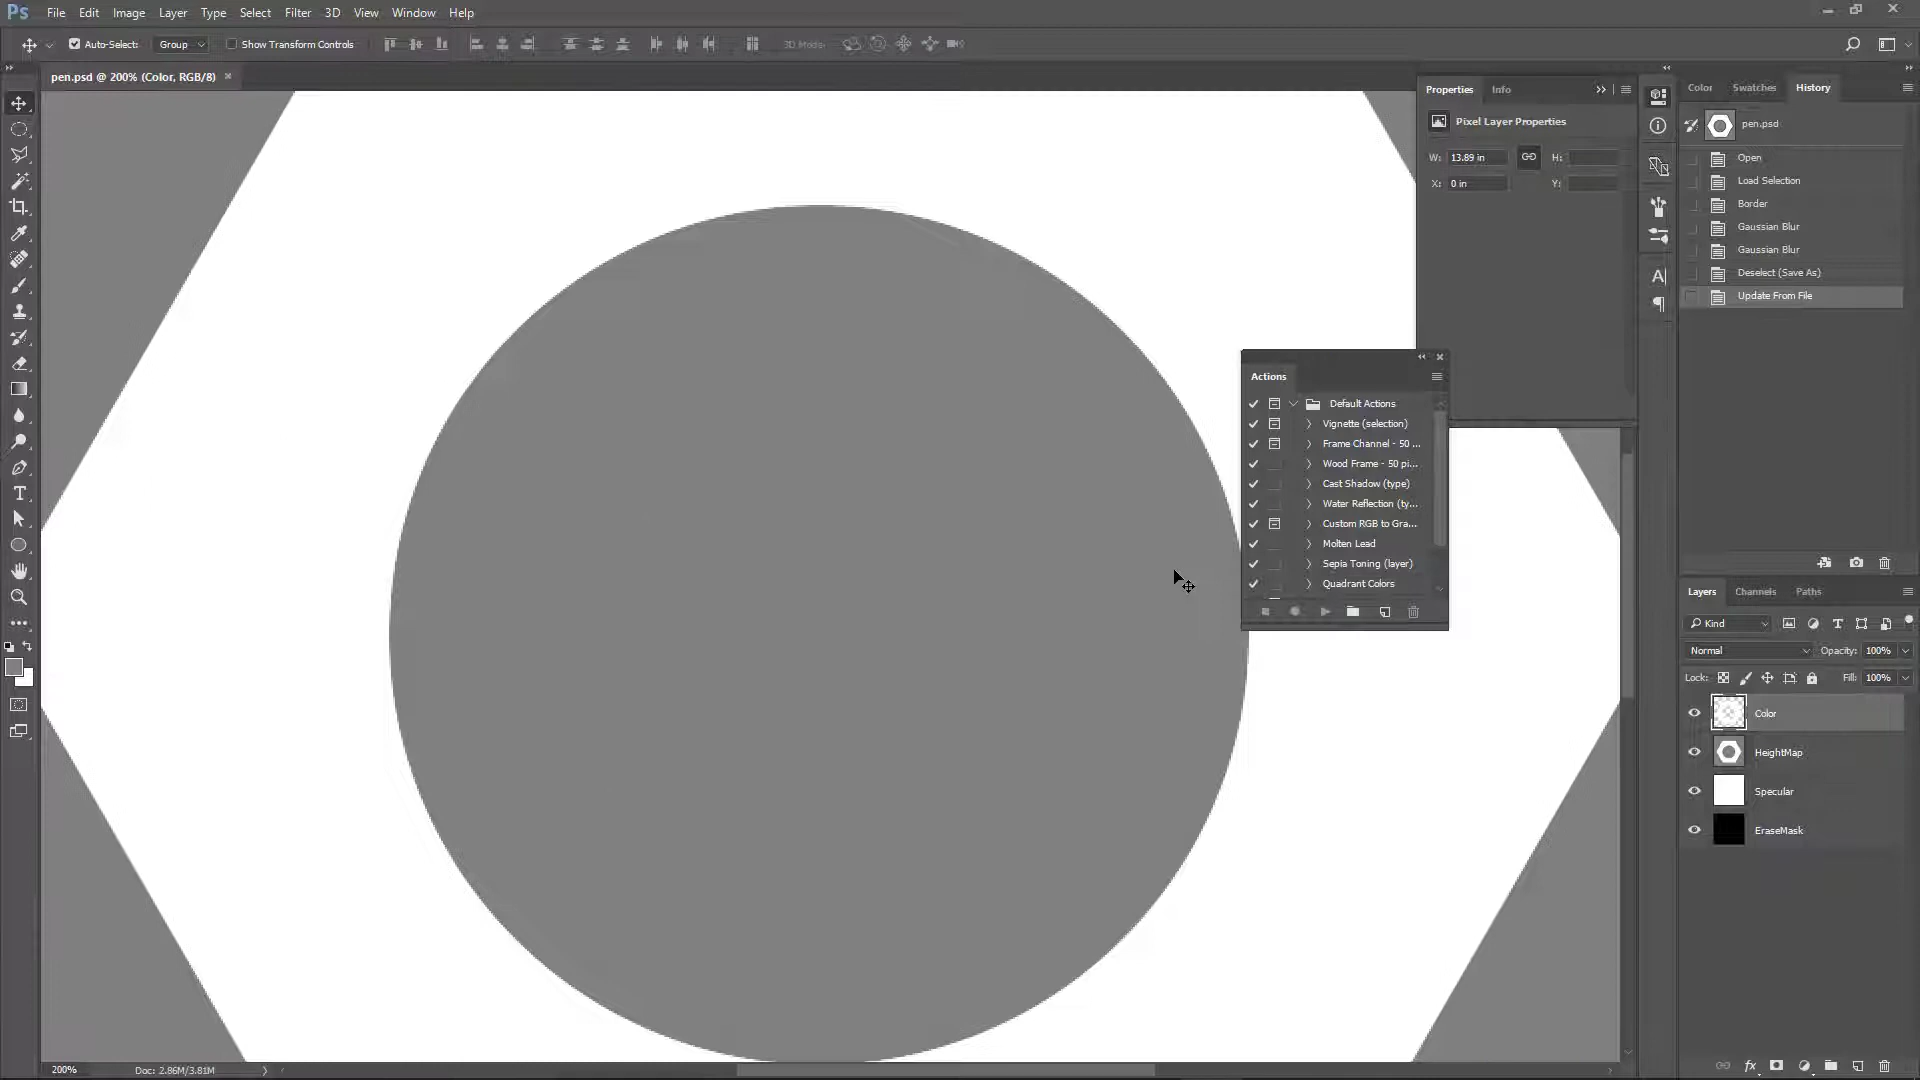 Ps File Edit Image Layer Type Select Filter 3D View Window Help
Auto-Select: Group Show Transform Controls 3D Mode:
pen.psd @ 200% (Color, RGB/8)
Properties Info
Pixel Layer Properties
W: 13.89 in H:
X: 0 in Y:
Color Swatches History
pen.psd
Open
Load Selection
Border
Gaussian Blur
Gaussian Blur
Deselect (Save As)
Update From File
Actions
Default Actions
Vignette (selection)
Frame Channel - 50 ...
Wood Frame - 50 pi...
Cast Shadow (type)
Water Reflection (ty...
Custom RGB to Gra...
Molten Lead
Sepia Toning (layer)
Quadrant Colors
Layers Channels Paths
Kind
Normal Opacity: 100%
Lock: Fill: 100%
Color
HeightMap
Specular
EraseMask
200% Doc: 2.86M/3.81M